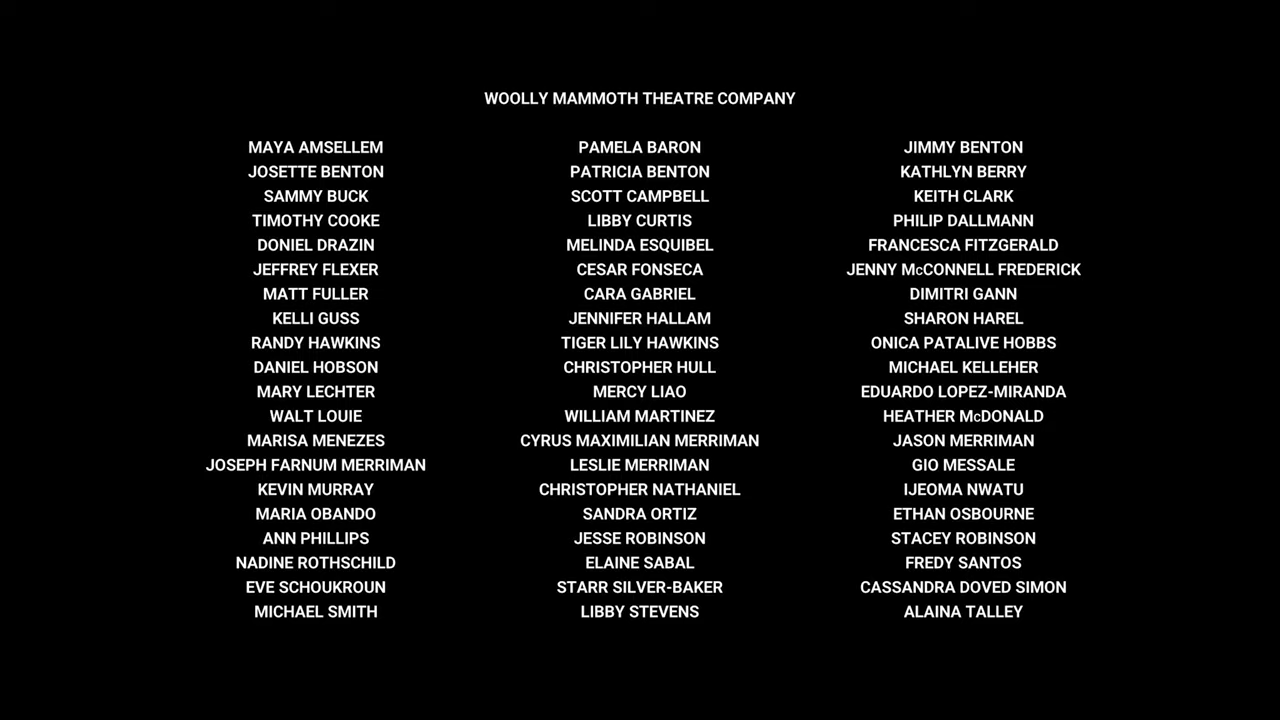 WOOLLY MAMMOTH THEATRE COMPANY
MAYA AMSELLEM PAMELA BARON JIMMY BENTON
JOSETTE BENTON PATRICIA BENTON KATHLYN BERRY
SAMMY BUCK SCOTT CAMPBELL KEITH CLARK
TIMOTHY COOKE LIBBY CURTIS PHILIP DALLMANN
DONIEL DRAZIN MELINDA ESQUIBEL FRANCESCA FITZGERALD
JEFFREY FLEXER CESAR FONSECA JENNY McCONNELL FREDERICK
MATT FULLER CARA GABRIEL DIMITRI GANN
KELLI GUSS JENNIFER HALLAM SHARON HAREL
RANDY HAWKINS TIGER LILY HAWKINS ONICA PATALIVE HOBBS
DANIEL HOBSON CHRISTOPHER HULL MICHAEL KELLEHER
MARY LECHTER MERCY LIAO EDUARDO LOPEZ-MIRANDA
WALT LOUIE WILLIAM MARTINEZ HEATHER McDONALD
MARISA MENEZES CYRUS MAXIMILIAN MERRIMAN JASON MERRIMAN
JOSEPH FARNUM MERRIMAN LESLIE MERRIMAN GIO MESSALE
KEVIN MURRAY CHRISTOPHER NATHANIEL IJEOMA NWATU
MARIA OBANDO SANDRA ORTIZ ETHAN OSBOURNE
ANN PHILLIPS JESSE ROBINSON STACEY ROBINSON
NADINE ROTHSCHILD ELAINE SABAL FREDY SANTOS
EVE SCHOUKROUN STARR SILVER-BAKER CASSANDRA DOVED SIMON
MICHAEL SMITH LIBBY STEVENS ALAINA TALLEY